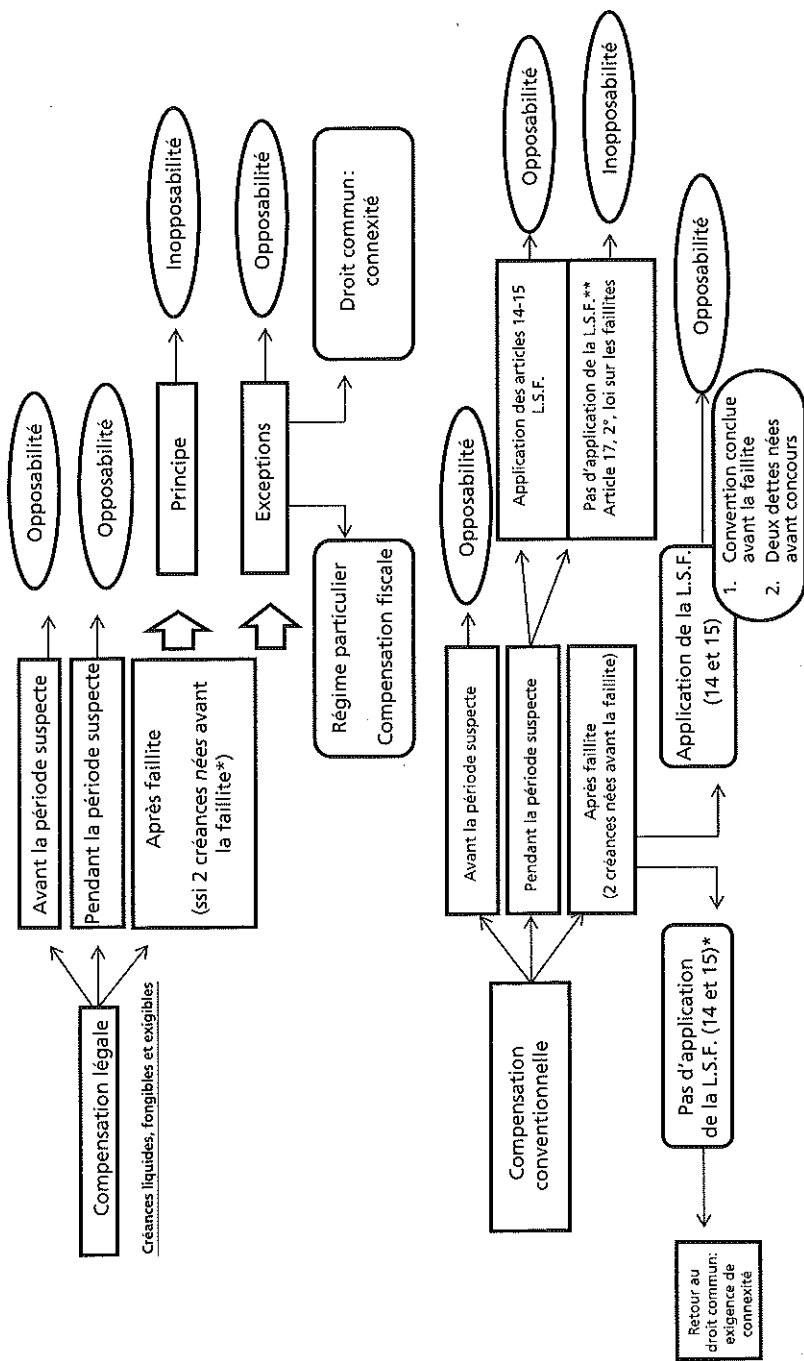 Compensation légale
Créances liquides, fongibles et exigibles
Avant la période suspecte
Opposabilité
Pendant la période suspecte
Opposabilité
Après faillite
(ssi 2 créances nées avant
la faillite*)
Principe
Inopposabilité
Exceptions
Opposabilité
Régime particulier
Compensation fiscale
Droit commun:
connexité
Compensation
conventionnelle
Avant la période suspecte
Opposabilité
Pendant la période suspecte
Application des articles 14-15
L.S.F.
Opposabilité
Pas d'application de la L.S.F.**
Article 17, 2°, loi sur les faillites
Inopposabilité
Après faillite
(2 créances nées avant la faillite)
Application de la L.S.F.
(14 et 15)
Opposabilité
1. Convention conclue
avant la faillite
2. Deux dettes nées
avant concours
Pas d'application
de la L.S.F. (14 et 15)*
Retour au
droit commun:
exigence de
connexité